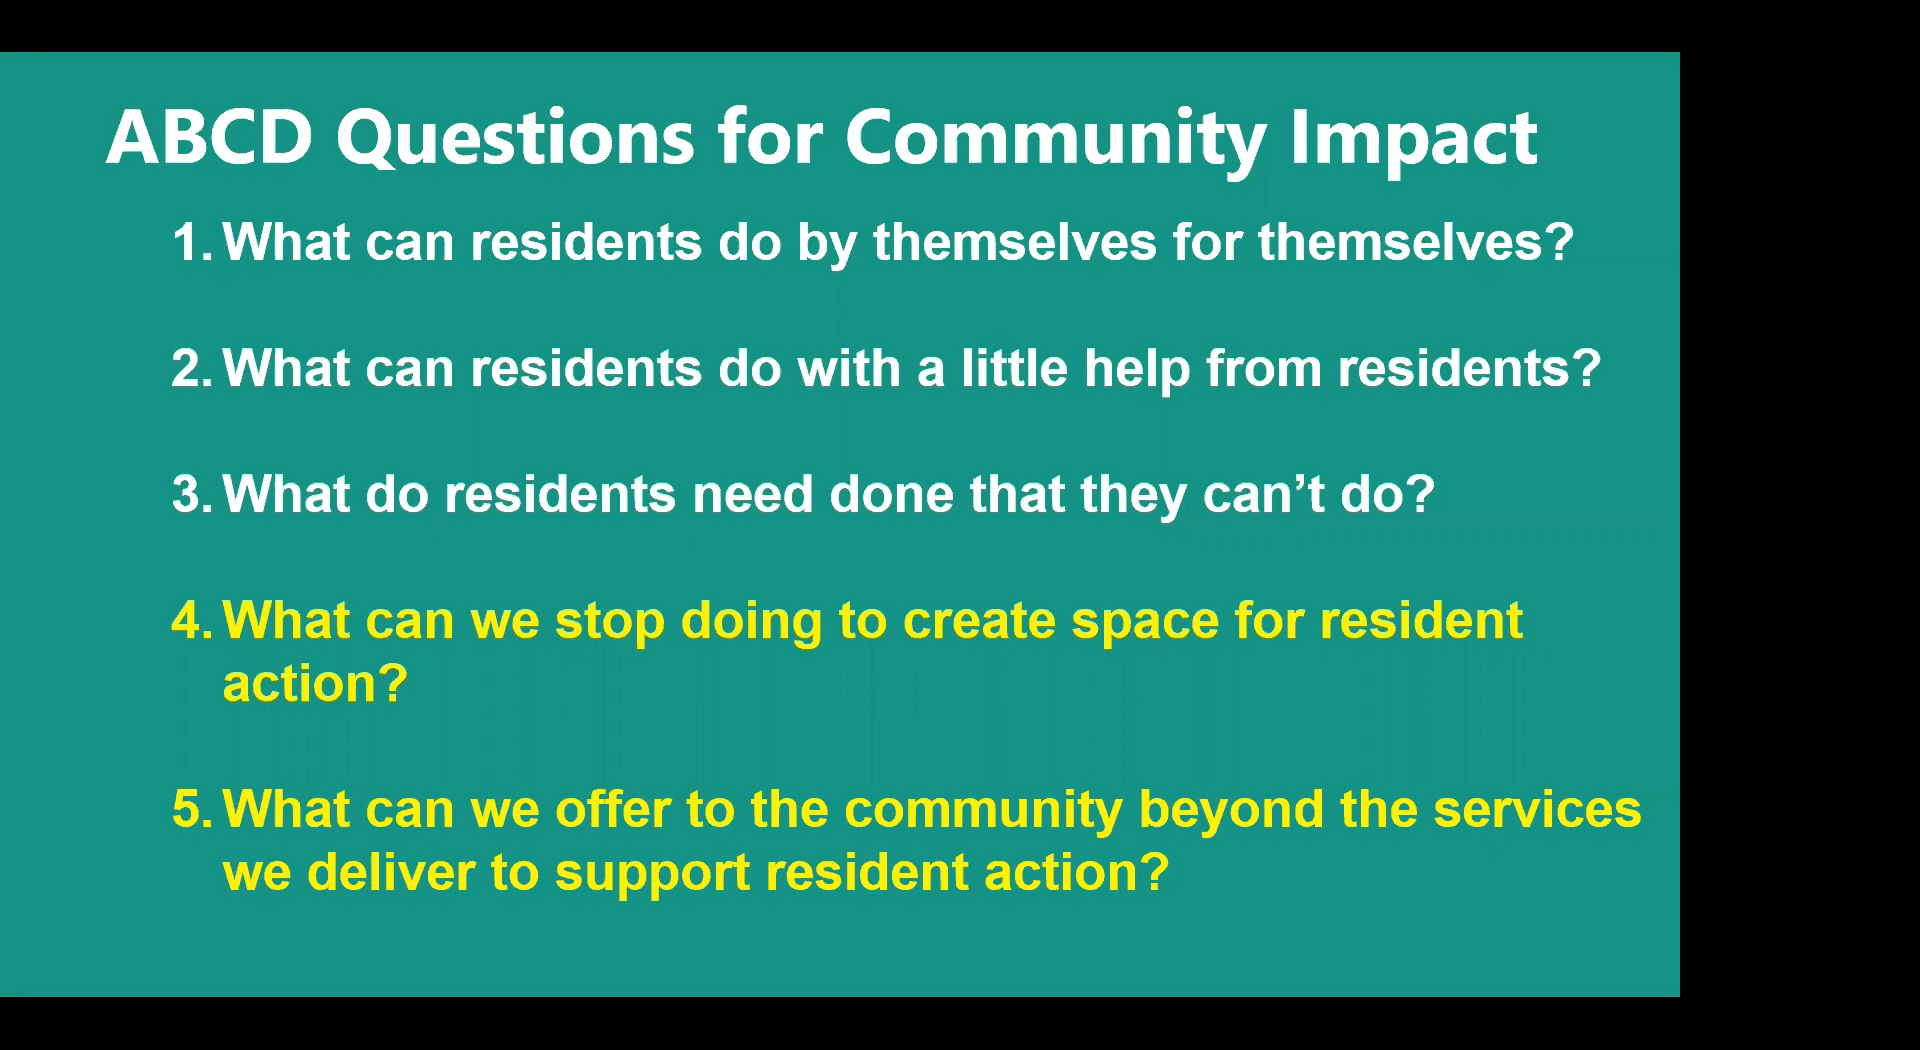 ABCD Questions for Community Impact
1. What can residents do by themselves for themselves?
2. What can residents do with a little help from residents?
3. What do residents need done that they can’t do?
4. What can we stop doing to create space for resident
action?
5. What can we offer to the community beyond the services
we deliver to support resident action?